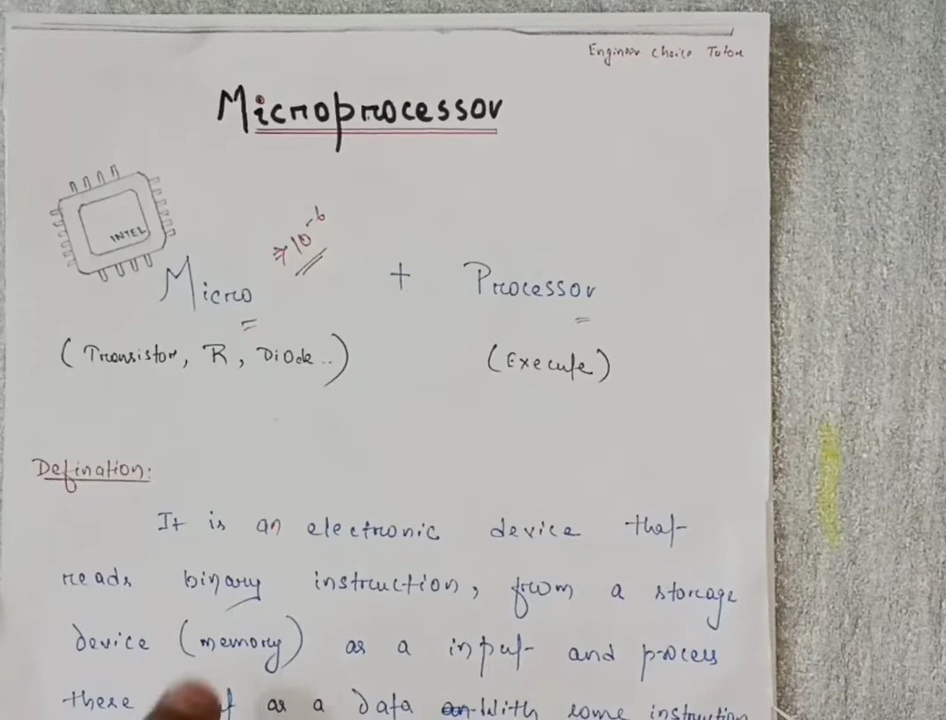 Engineer Choice Tutor
Microprocessor
INTEL
⇒ 10⁻⁶
Micro + Processor
(Transistor, R, Diode..) (Execute)
Defination:
It is an electronic device that
reads binary instruction, from a storage
device (memory) as a input and process
these as a data with some instruction